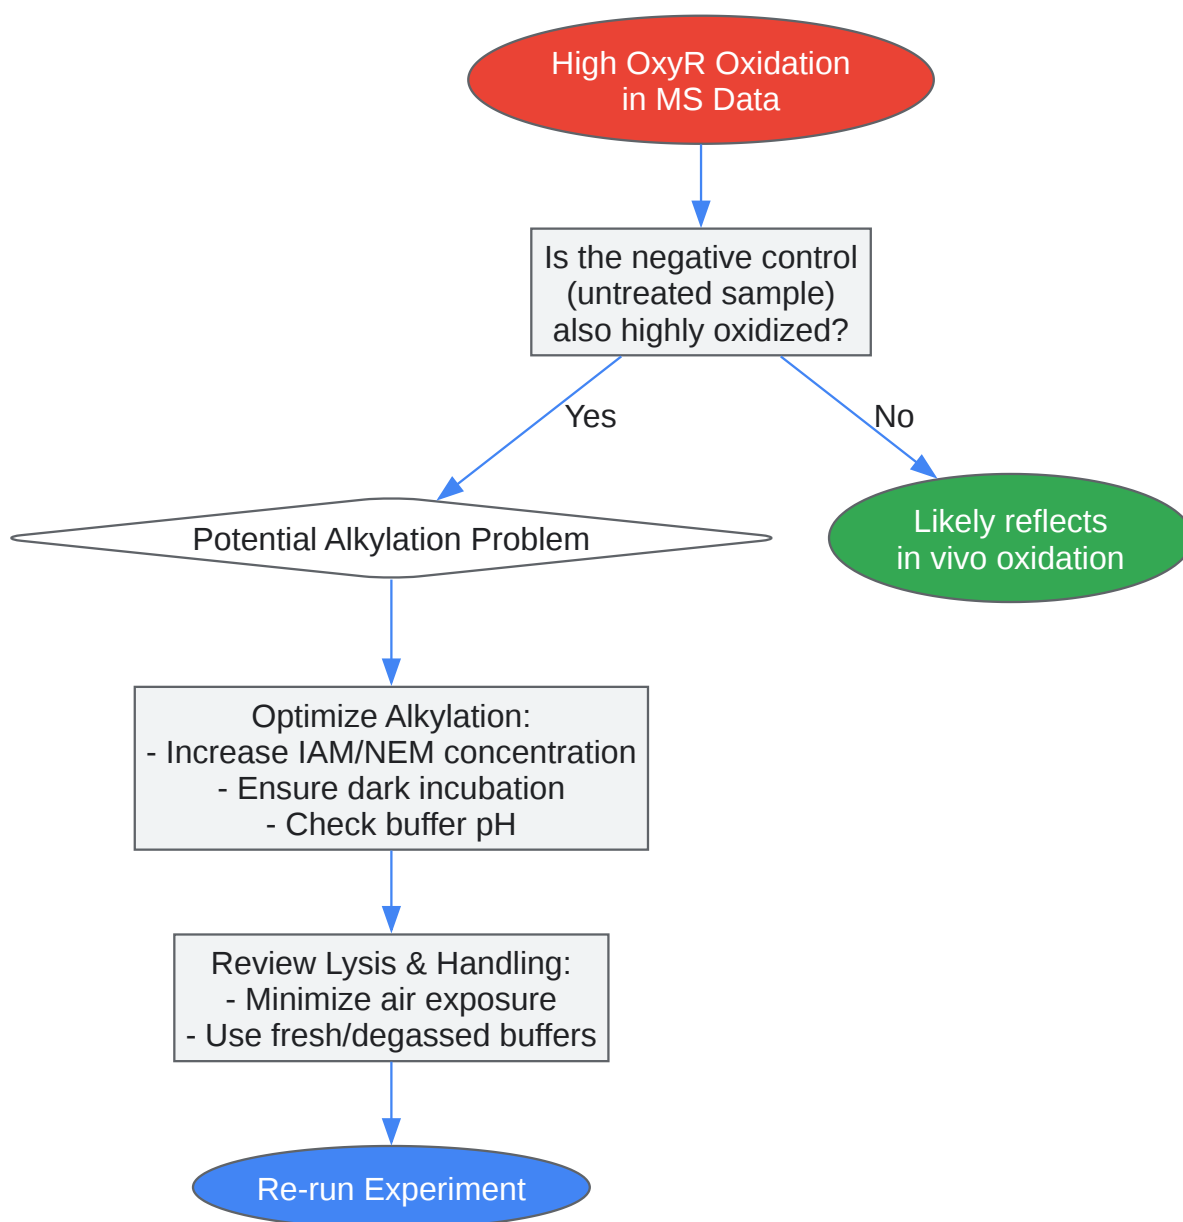 High OxyR Oxidation
in MS Data
Is the negative control
(untreated sample)
also highly oxidized?
Yes
No
Potential Alkylation Problem
Likely reflects
in vivo oxidation
Optimize Alkylation:
- Increase IAM/NEM concentration
- Ensure dark incubation
- Check buffer pH
Review Lysis & Handling:
- Minimize air exposure
- Use fresh/degassed buffers
Re-run Experiment